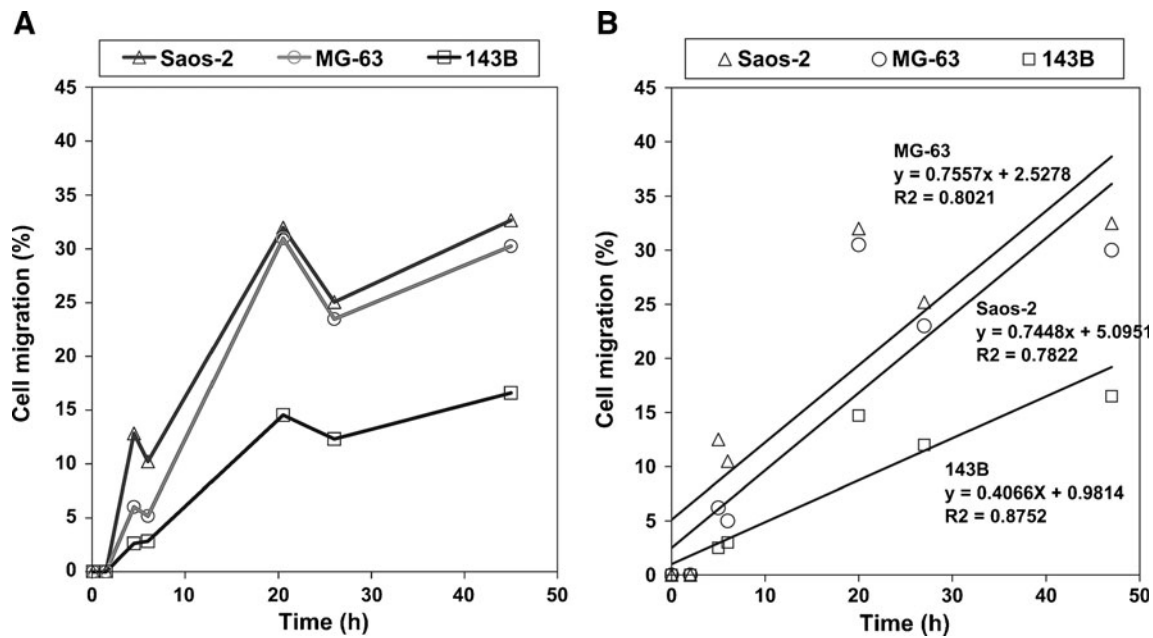 A
Saos-2 MG-63 143B
45
40
35
30
25
20
15
10
5
0
Cell migration (%)
0 10 20 30 40 50
Time (h)
B
Saos-2 MG-63 143B
45
40
35
30
25
20
15
10
5
0
Cell migration (%)
MG-63
y = 0.7557x + 2.5278
R2 = 0.8021
Saos-2
y = 0.7448x + 5.0951
R2 = 0.7822
143B
y = 0.4066X + 0.9814
R2 = 0.8752
0 10 20 30 40 50
Time (h)